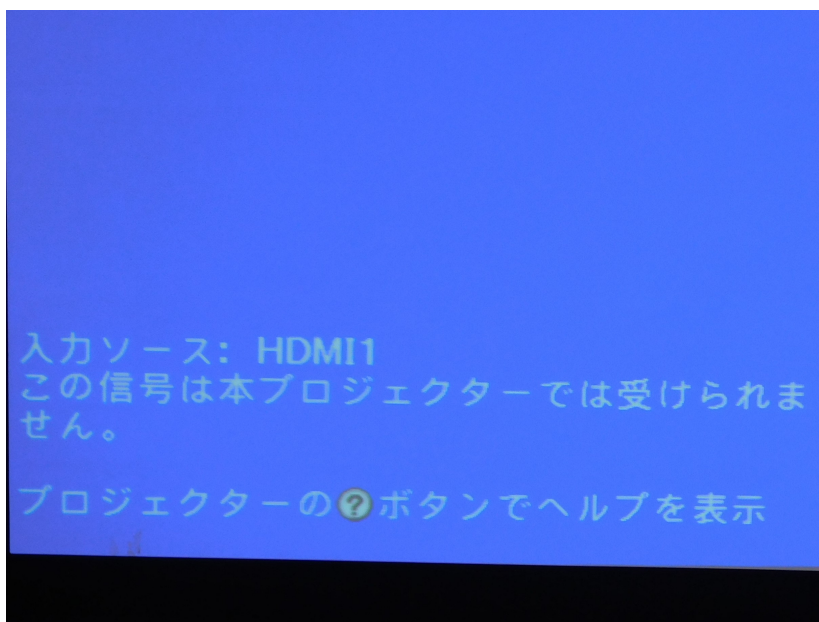 入力ソース: HDMI1
この信号は本プロジェクターでは受けられま
せん。
プロジェクターの?ボタンでヘルプを表示